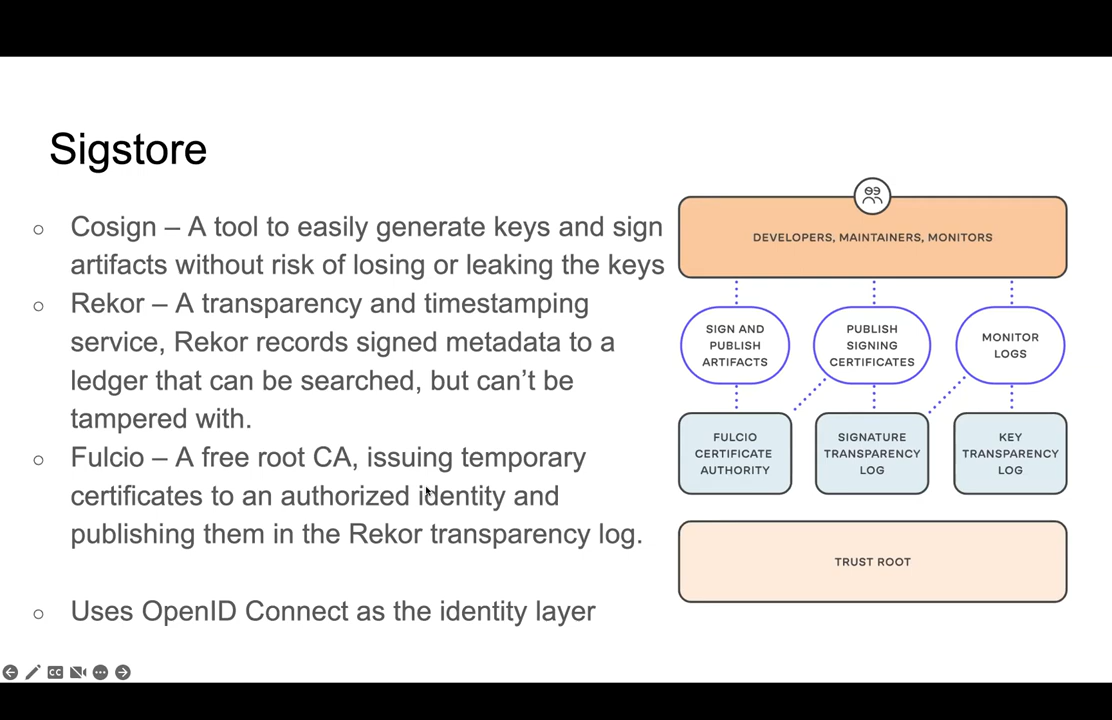 Sigstore
○ Cosign – A tool to easily generate keys and sign
artifacts without risk of losing or leaking the keys
○ Rekor – A transparency and timestamping
service, Rekor records signed metadata to a
ledger that can be searched, but can’t be
tampered with.
○ Fulcio – A free root CA, issuing temporary
certificates to an authorized identity and
publishing them in the Rekor transparency log.
○ Uses OpenID Connect as the identity layer
DEVELOPERS, MAINTAINERS, MONITORS
SIGN AND
PUBLISH
ARTIFACTS
PUBLISH
SIGNING
CERTIFICATES
MONITOR
LOGS
FULCIO
CERTIFICATE
AUTHORITY
SIGNATURE
TRANSPARENCY
LOG
KEY
TRANSPARENCY
LOG
TRUST ROOT
CC